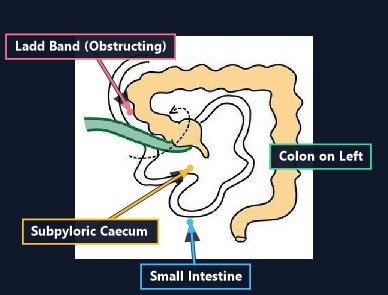 Ladd Band (Obstructing)
Colon on Left
Subpyloric Caecum
Small Intestine